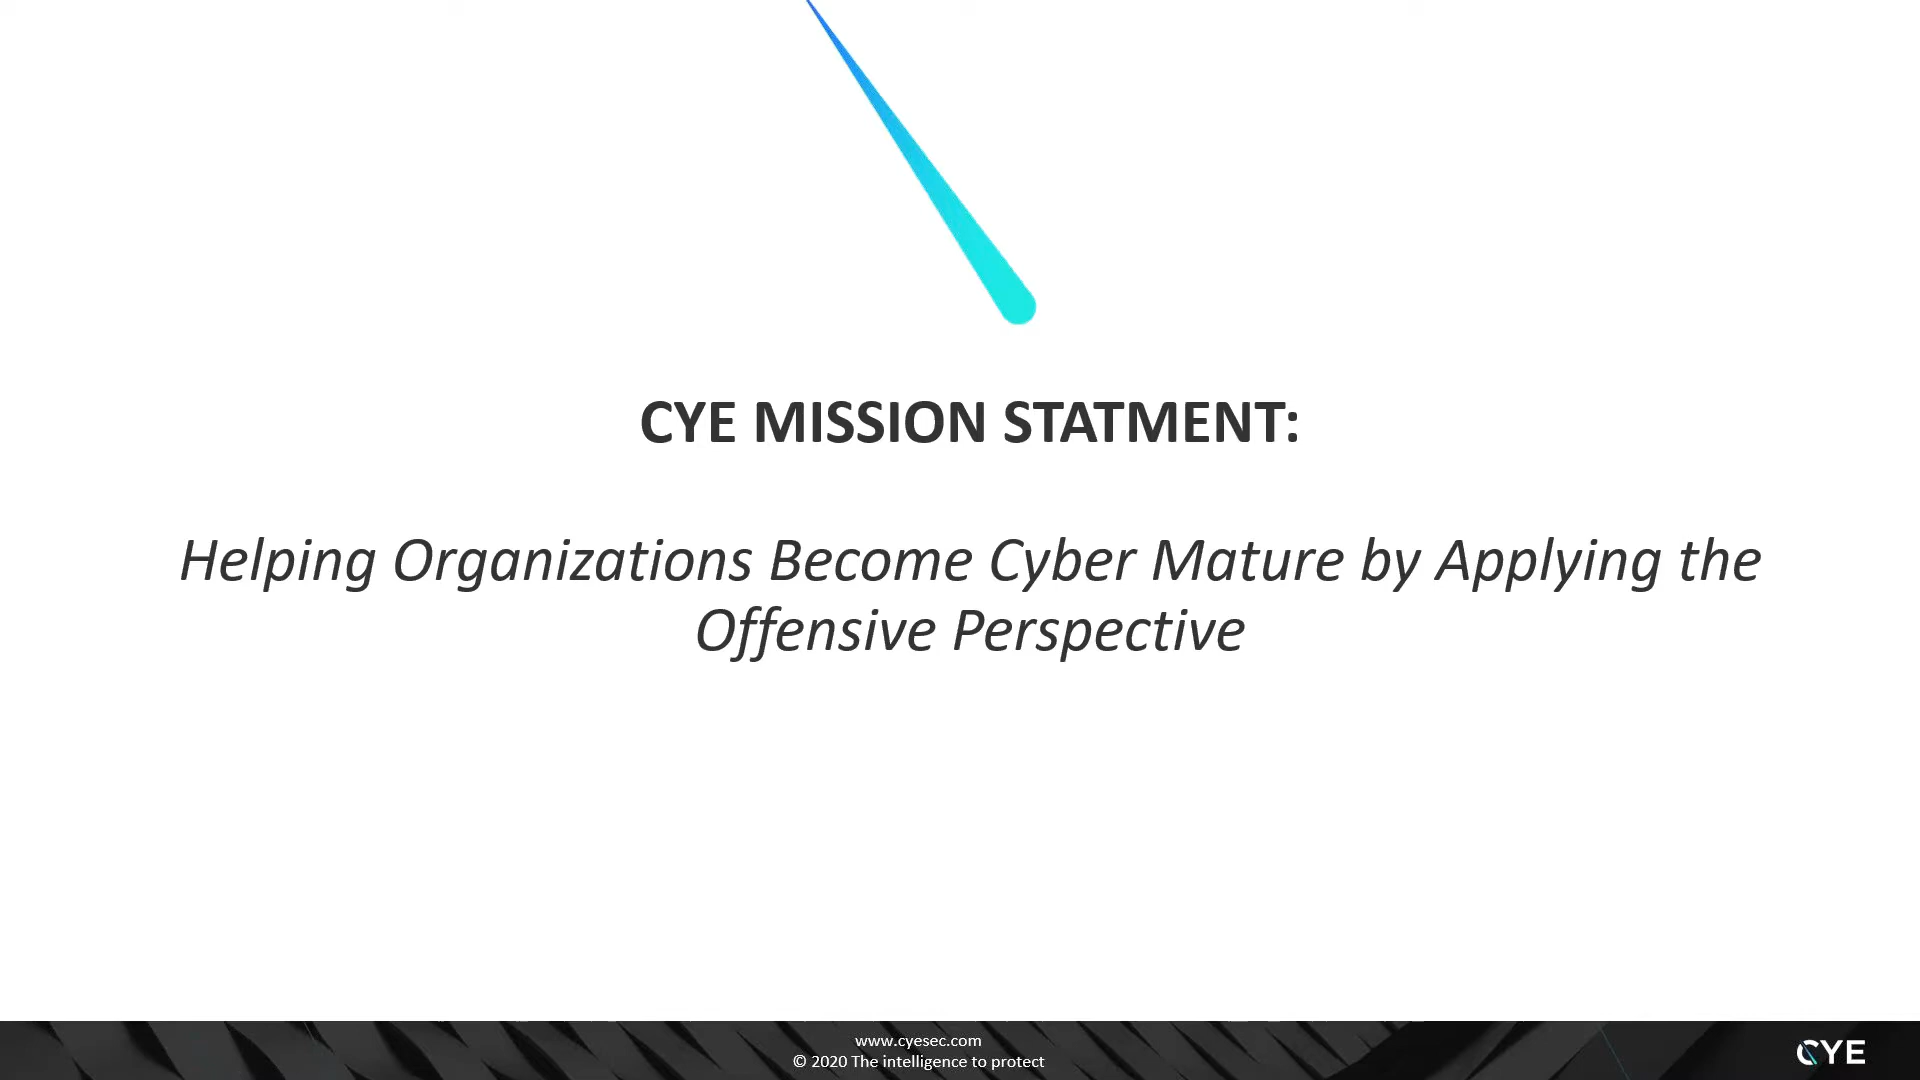 CYE MISSION STATMENT:
Helping Organizations Become Cyber Mature by Applying the
Offensive Perspective
www.cyesec.com
© 2020 The intelligence to protect
CYE